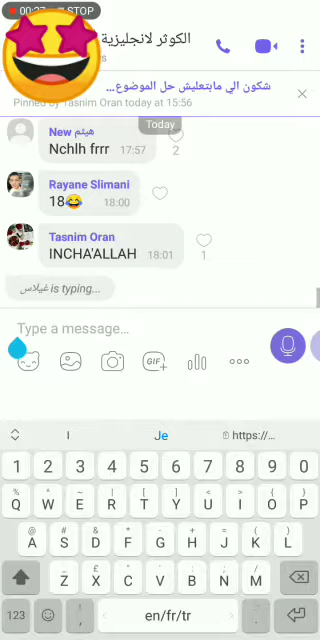 STOP
الكوثر لانجليزية
شكون الي مابتعليش حل الموضوع...
Pinned by Tasnim Oran today at 15:56
Today
New هيثم
Nchlh frrr 17:57
2
Rayane Slimani
18😂 18:00
Tasnim Oran
INCHA'ALLAH 18:01
1
غيلاس is typing...
Type a message...
GIF+
I Je https://...
1 2 3 4 5 6 7 8 9 0
Q W E R T Y U I O P
A S D F G H J K L
Z X C V B N M
123 en/fr/tr